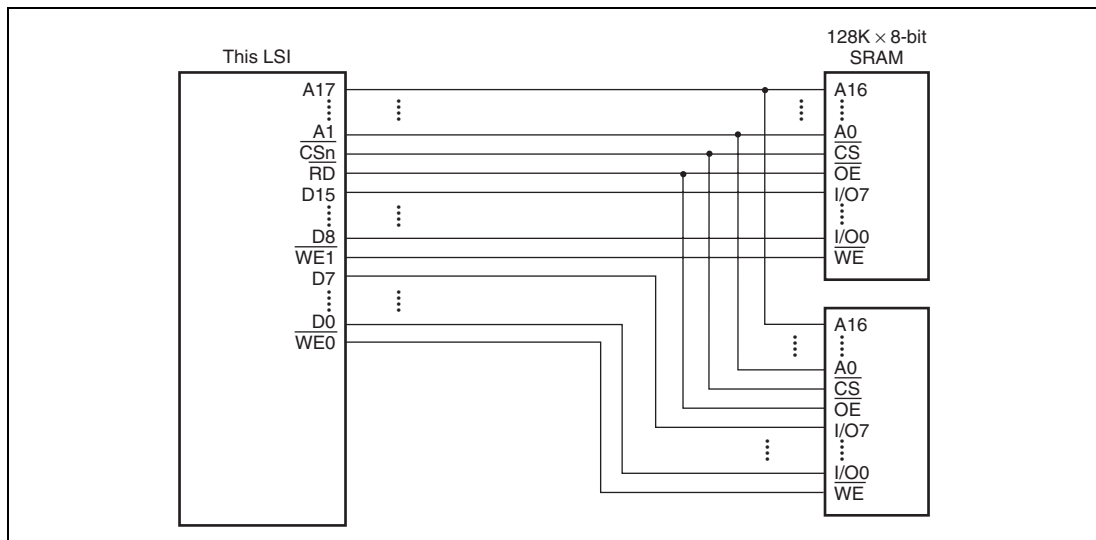 This LSI
A17
A1
CSn
RD
D15
D8
WE1
D7
D0
WE0
128K × 8-bit
SRAM
A16
A0
CS
OE
I/O7
I/O0
WE
A16
A0
CS
OE
I/O7
I/O0
WE